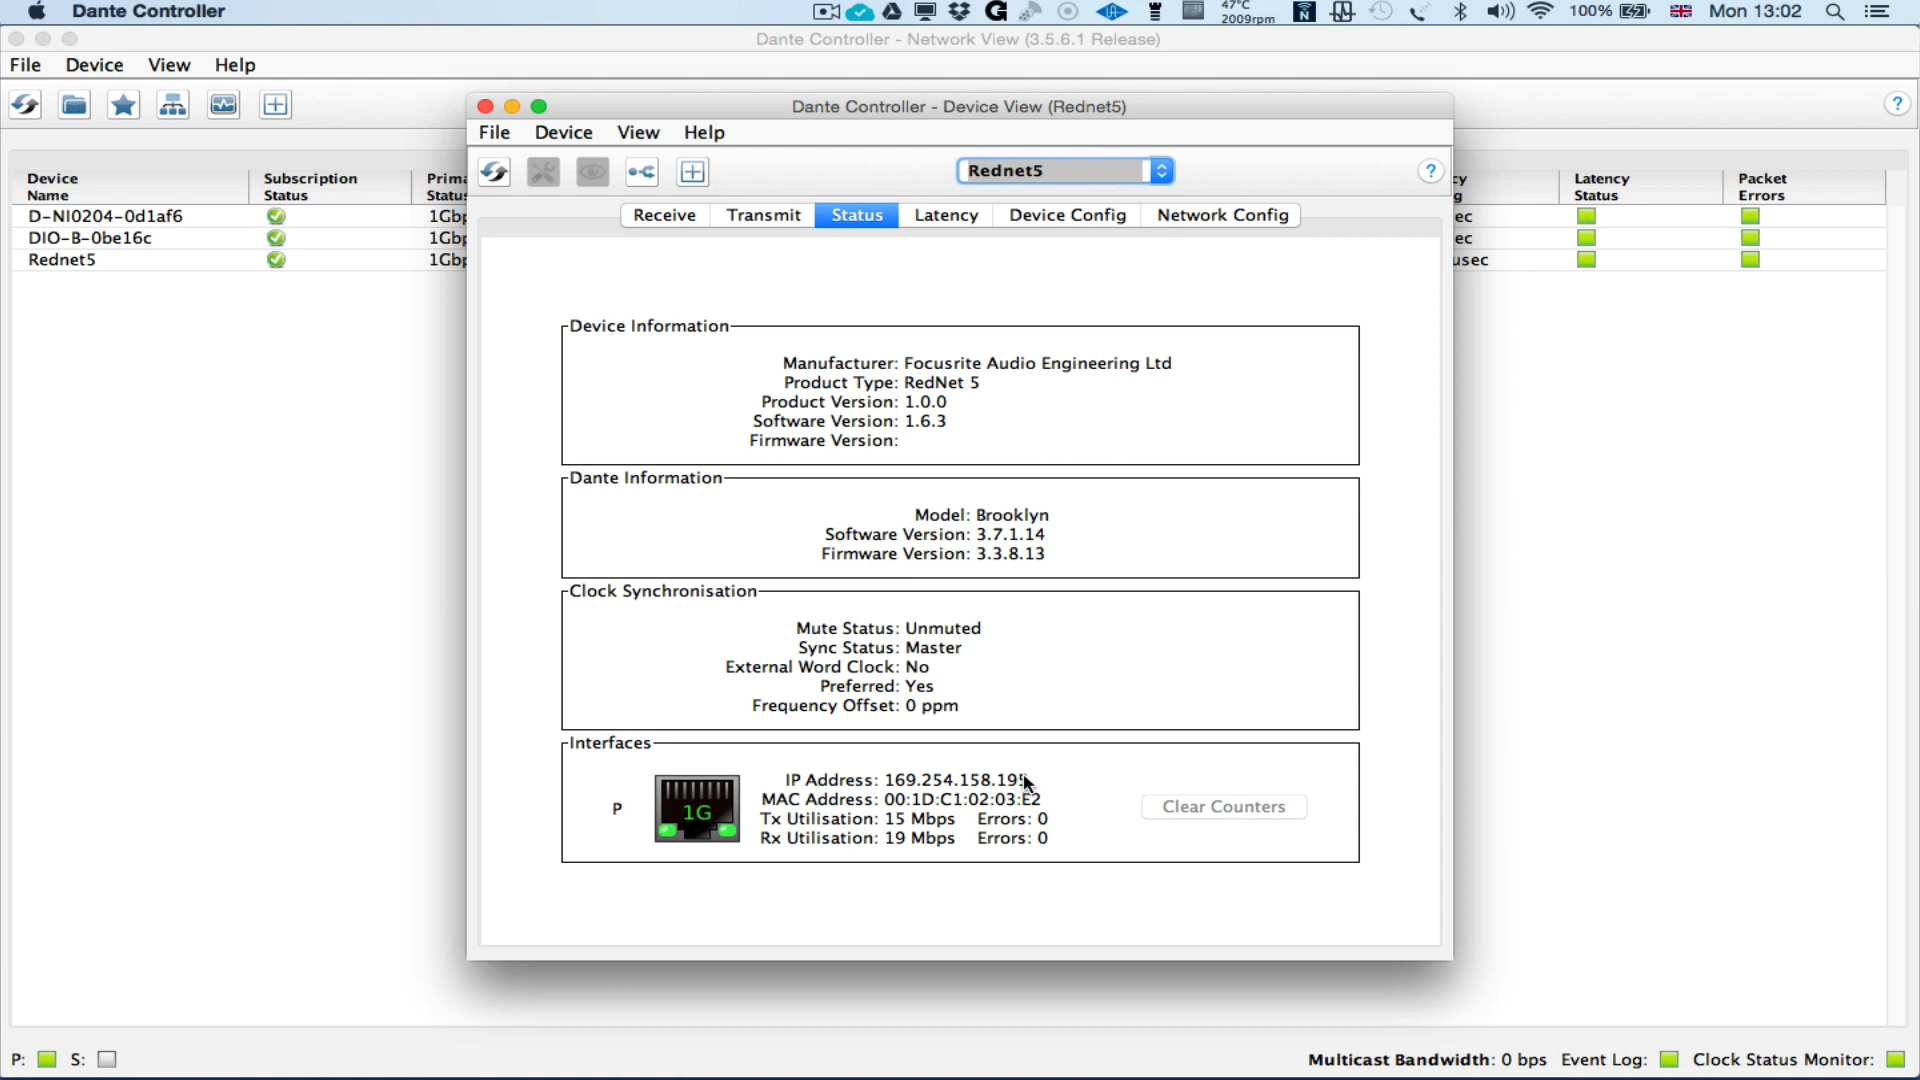 Dante Controller
47°C
2009rpm
100%
Mon 13:02
Dante Controller - Network View (3.5.6.1 Release)
File Device View Help
Dante Controller - Device View (Rednet5)
File Device View Help
Rednet5
?
?
Receive Transmit Status Latency Device Config Network Config
Device Name
Subscription Status
Latency Status
Packet Errors
D-NI0204-0d1af6
DIO-B-0be16c
Rednet5
Device Information
Manufacturer: Focusrite Audio Engineering Ltd
Product Type: RedNet 5
Product Version: 1.0.0
Software Version: 1.6.3
Firmware Version:
Dante Information
Model: Brooklyn
Software Version: 3.7.1.14
Firmware Version: 3.3.8.13
Clock Synchronisation
Mute Status: Unmuted
Sync Status: Master
External Word Clock: No
Preferred: Yes
Frequency Offset: 0 ppm
Interfaces
P
1G
IP Address: 169.254.158.195
MAC Address: 00:1D:C1:02:03:E2
Tx Utilisation: 15 Mbps Errors: 0
Rx Utilisation: 19 Mbps Errors: 0
Clear Counters
P: S:
Multicast Bandwidth: 0 bps Event Log: Clock Status Monitor: